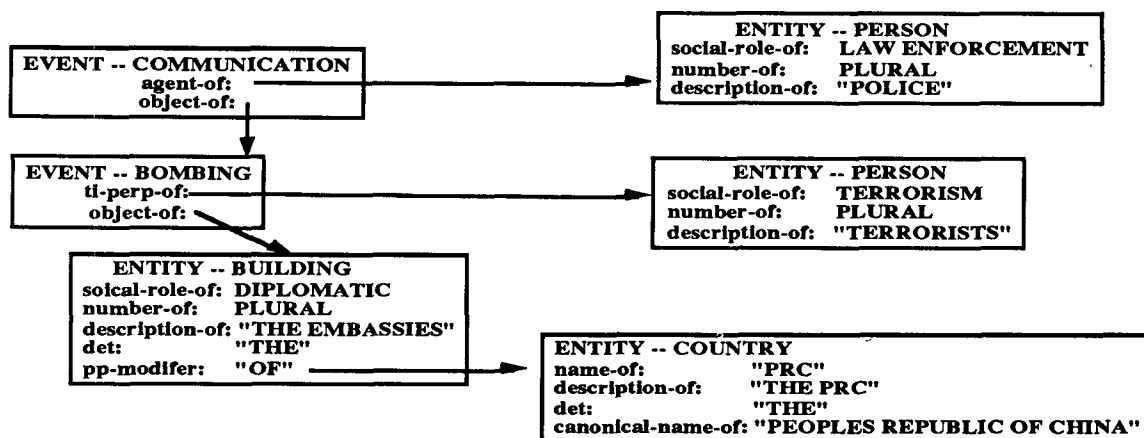 EVENT -- COMMUNICATION
agent-of:
object-of:
ENTITY -- PERSON
social-role-of: LAW ENFORCEMENT
number-of: PLURAL
description-of: "POLICE"
EVENT -- BOMBING
ti-perp-of:
object-of:
ENTITY -- PERSON
social-role-of: TERRORISM
number-of: PLURAL
description-of: "TERRORISTS"
ENTITY -- BUILDING
soical-role-of: DIPLOMATIC
number-of: PLURAL
description-of: "THE EMBASSIES"
det: "THE"
pp-modifer: "OF"
ENTITY -- COUNTRY
name-of: "PRC"
description-of: "THE PRC"
det: "THE"
canonical-name-of: "PEOPLES REPUBLIC OF CHINA"